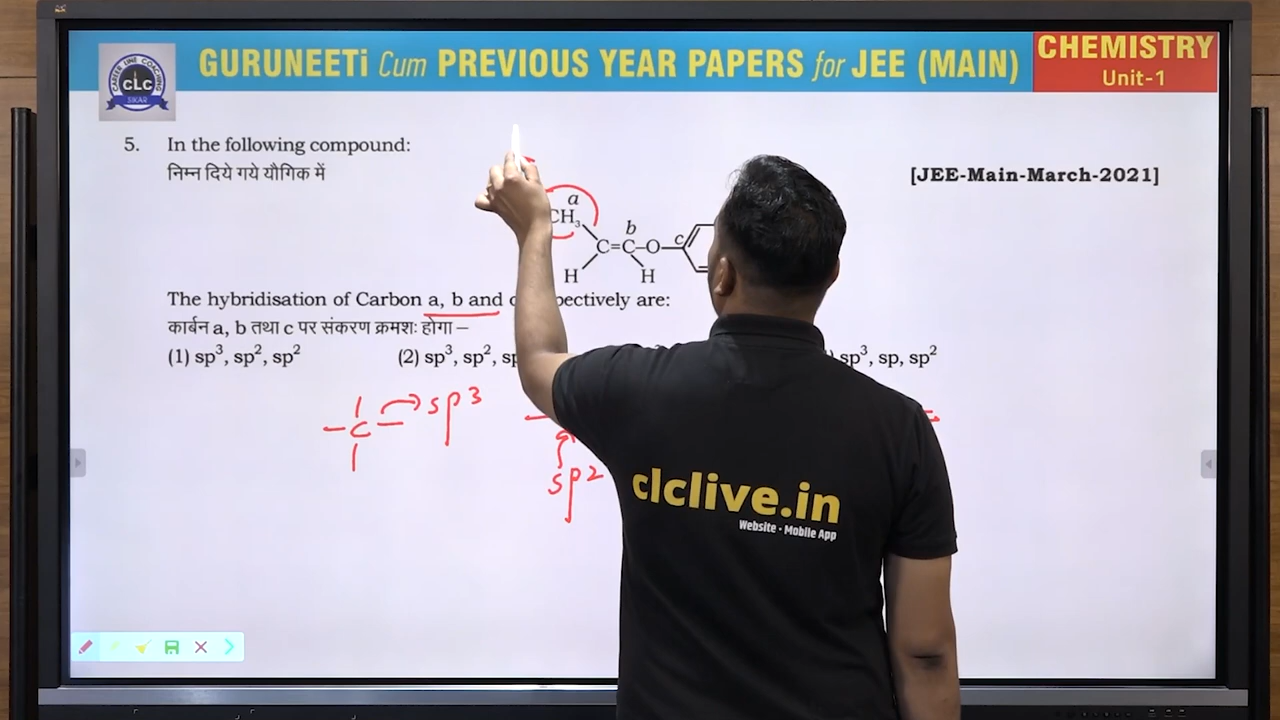 GURUNEETi Cum PREVIOUS YEAR PAPERS for JEE (MAIN)
CHEMISTRY
Unit-1
CAREER LINE COACHING
CLC
SIKAR
5. In the following compound:
निम्न दिये गये यौगिक में
[JEE-Main-March-2021]
a
CH₃
b
C=C–O–
c
H
H
The hybridisation of Carbon a, b and pectively are:
कार्बन a, b तथा c पर संकरण क्रमशः होगा –
(1) sp³, sp², sp² (2) sp³, sp², sp³, sp, sp²
C sp3
sp2
clclive.in
Website • Mobile App